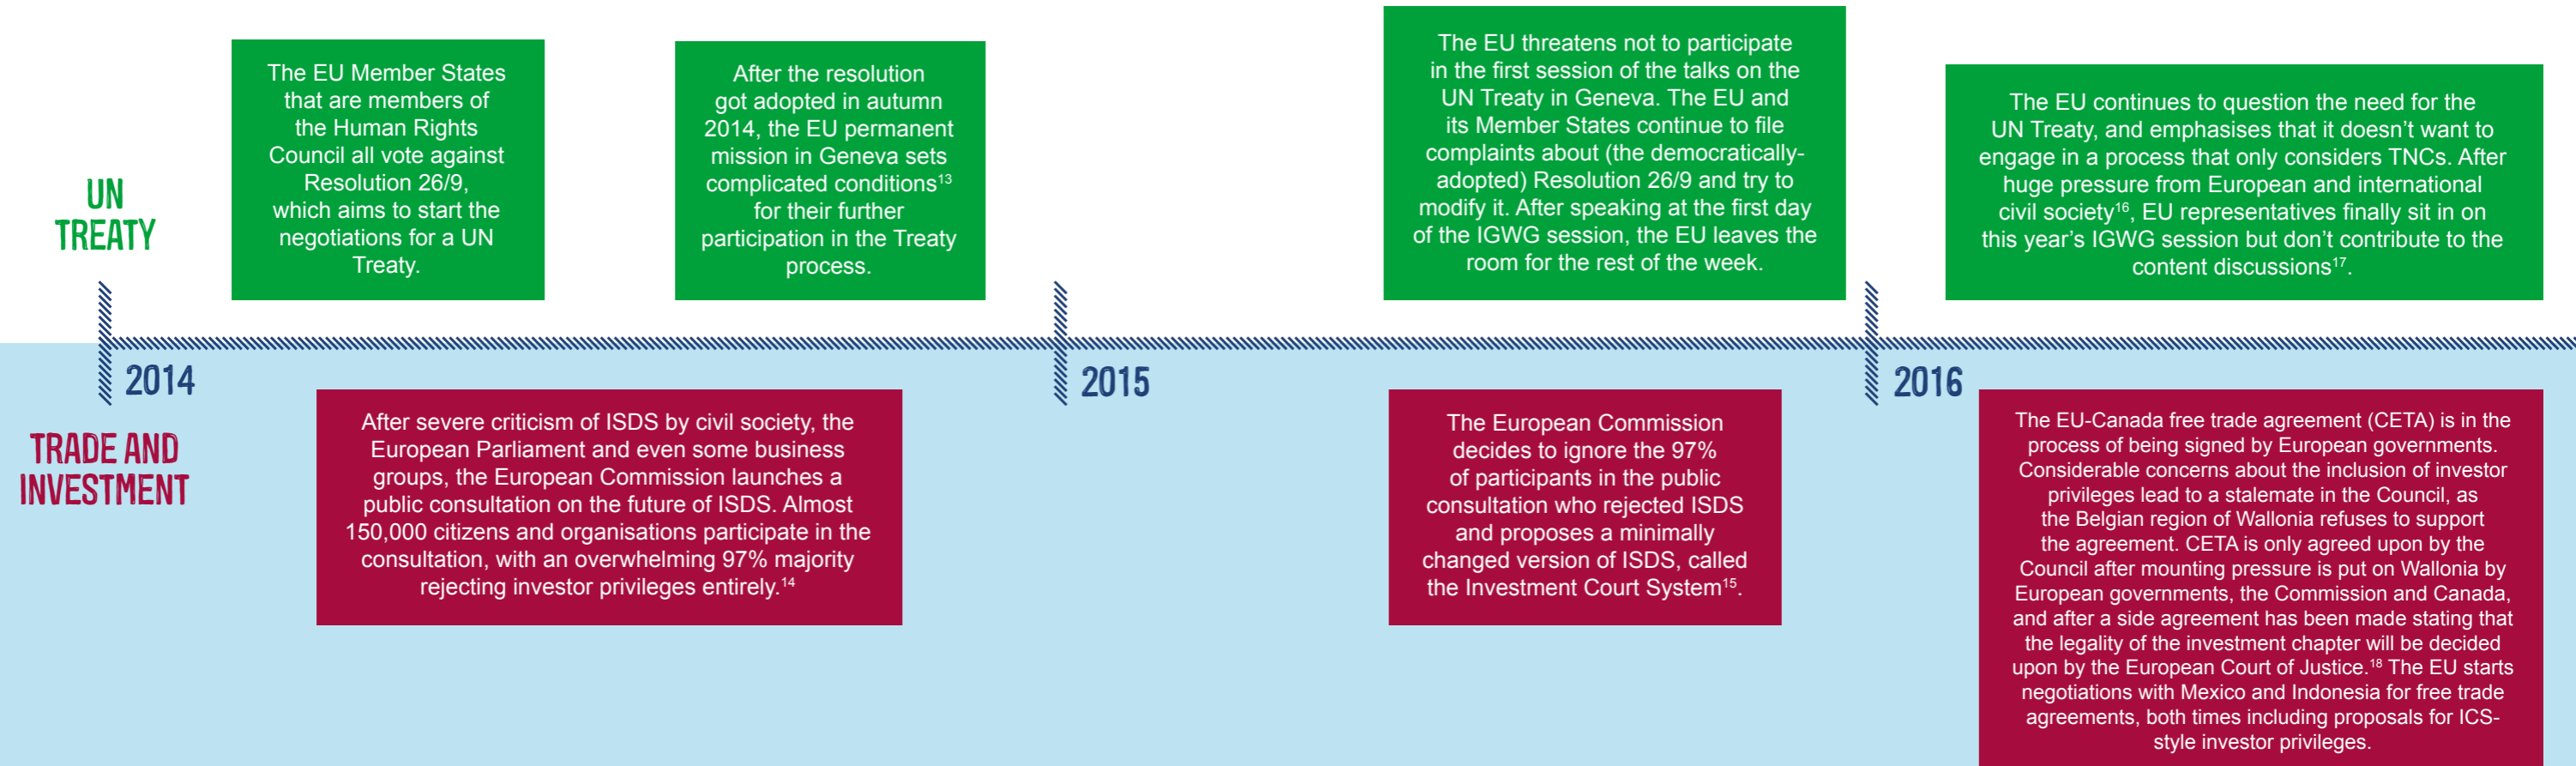 UN
TREATY
The EU Member States
that are members of
the Human Rights
Council all vote against
Resolution 26/9,
which aims to start the
negotiations for a UN
Treaty.
After the resolution
got adopted in autumn
2014, the EU permanent
mission in Geneva sets
complicated conditions13
for their further
participation in the Treaty
process.
The EU threatens not to participate
in the first session of the talks on the
UN Treaty in Geneva. The EU and
its Member States continue to file
complaints about (the democratically-
adopted) Resolution 26/9 and try to
modify it. After speaking at the first day
of the IGWG session, the EU leaves the
room for the rest of the week.
The EU continues to question the need for the
UN Treaty, and emphasises that it doesn’t want to
engage in a process that only considers TNCs. After
huge pressure from European and international
civil society16, EU representatives finally sit in on
this year’s IGWG session but don’t contribute to the
content discussions17.
2014
2015
2016
TRADE AND
INVESTMENT
After severe criticism of ISDS by civil society, the
European Parliament and even some business
groups, the European Commission launches a
public consultation on the future of ISDS. Almost
150,000 citizens and organisations participate in the
consultation, with an overwhelming 97% majority
rejecting investor privileges entirely.14
The European Commission
decides to ignore the 97%
of participants in the public
consultation who rejected ISDS
and proposes a minimally
changed version of ISDS, called
the Investment Court System15.
The EU-Canada free trade agreement (CETA) is in the
process of being signed by European governments.
Considerable concerns about the inclusion of investor
privileges lead to a stalemate in the Council, as
the Belgian region of Wallonia refuses to support
the agreement. CETA is only agreed upon by the
Council after mounting pressure is put on Wallonia by
European governments, the Commission and Canada,
and after a side agreement has been made stating that
the legality of the investment chapter will be decided
upon by the European Court of Justice.18 The EU starts
negotiations with Mexico and Indonesia for free trade
agreements, both times including proposals for ICS-
style investor privileges.